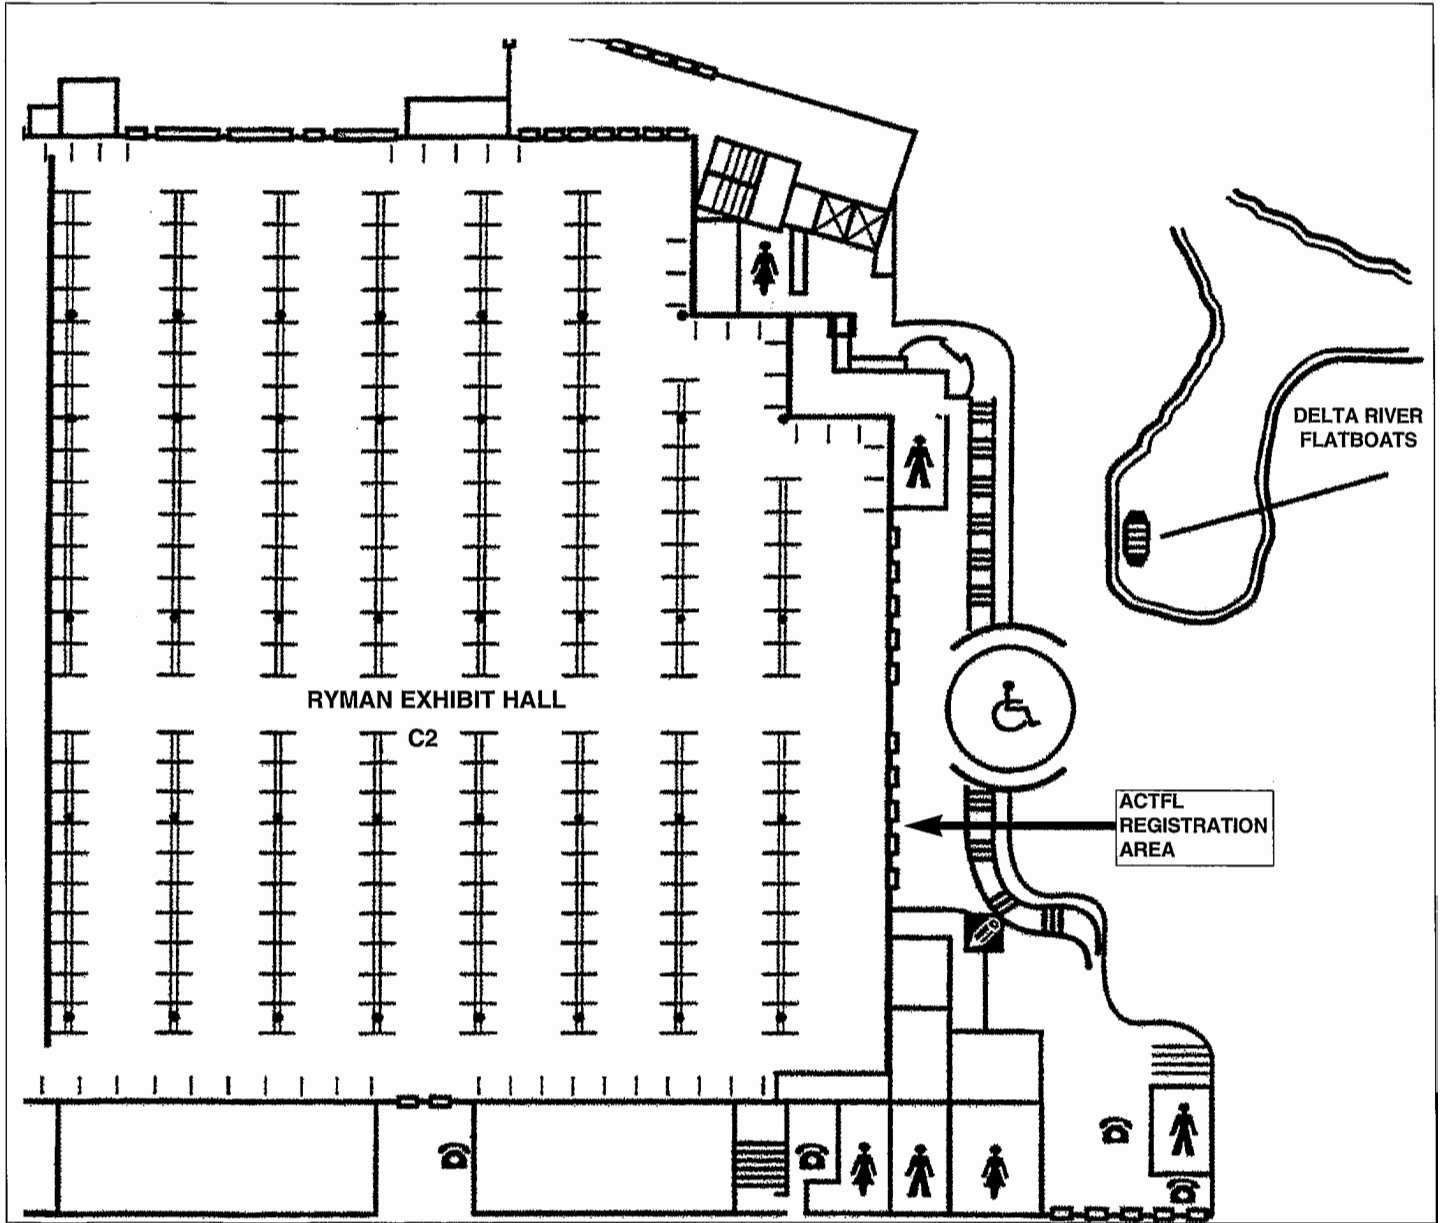 DELTA RIVER
FLATBOATS
RYMAN EXHIBIT HALL
C2
ACTFL
REGISTRATION
AREA